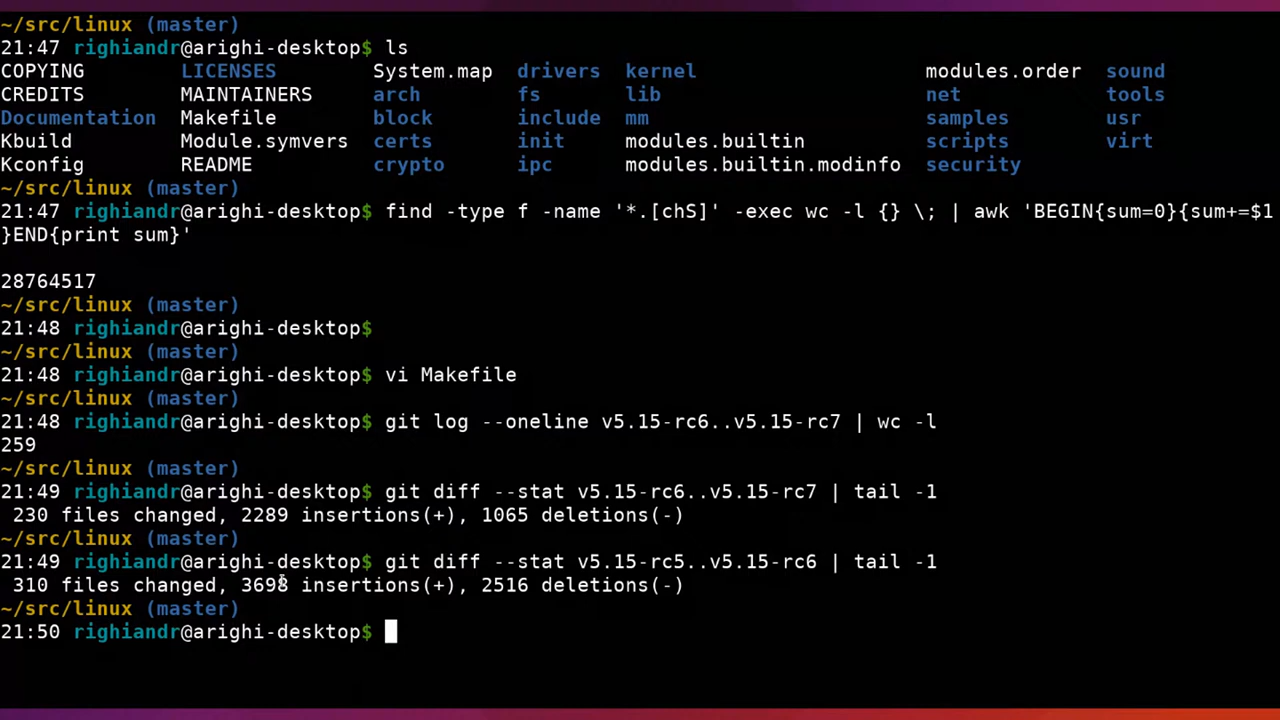 ~/src/linux (master)
21:47 righiandr@arighi-desktop$ ls
COPYING LICENSES System.map drivers kernel modules.order sound
CREDITS MAINTAINERS arch fs lib net tools
Documentation Makefile block include mm samples usr
Kbuild Module.symvers certs init modules.builtin scripts virt
Kconfig README crypto ipc modules.builtin.modinfo security
~/src/linux (master)
21:47 righiandr@arighi-desktop$ find -type f -name '*.[chS]' -exec wc -l {} \; | awk 'BEGIN{sum=0}{sum+=$1
}END{print sum}'
28764517
~/src/linux (master)
21:48 righiandr@arighi-desktop$
~/src/linux (master)
21:48 righiandr@arighi-desktop$ vi Makefile
~/src/linux (master)
21:48 righiandr@arighi-desktop$ git log --oneline v5.15-rc6..v5.15-rc7 | wc -l
259
~/src/linux (master)
21:49 righiandr@arighi-desktop$ git diff --stat v5.15-rc6..v5.15-rc7 | tail -1
230 files changed, 2289 insertions(+), 1065 deletions(-)
~/src/linux (master)
21:49 righiandr@arighi-desktop$ git diff --stat v5.15-rc5..v5.15-rc6 | tail -1
310 files changed, 3698 insertions(+), 2516 deletions(-)
~/src/linux (master)
21:50 righiandr@arighi-desktop$